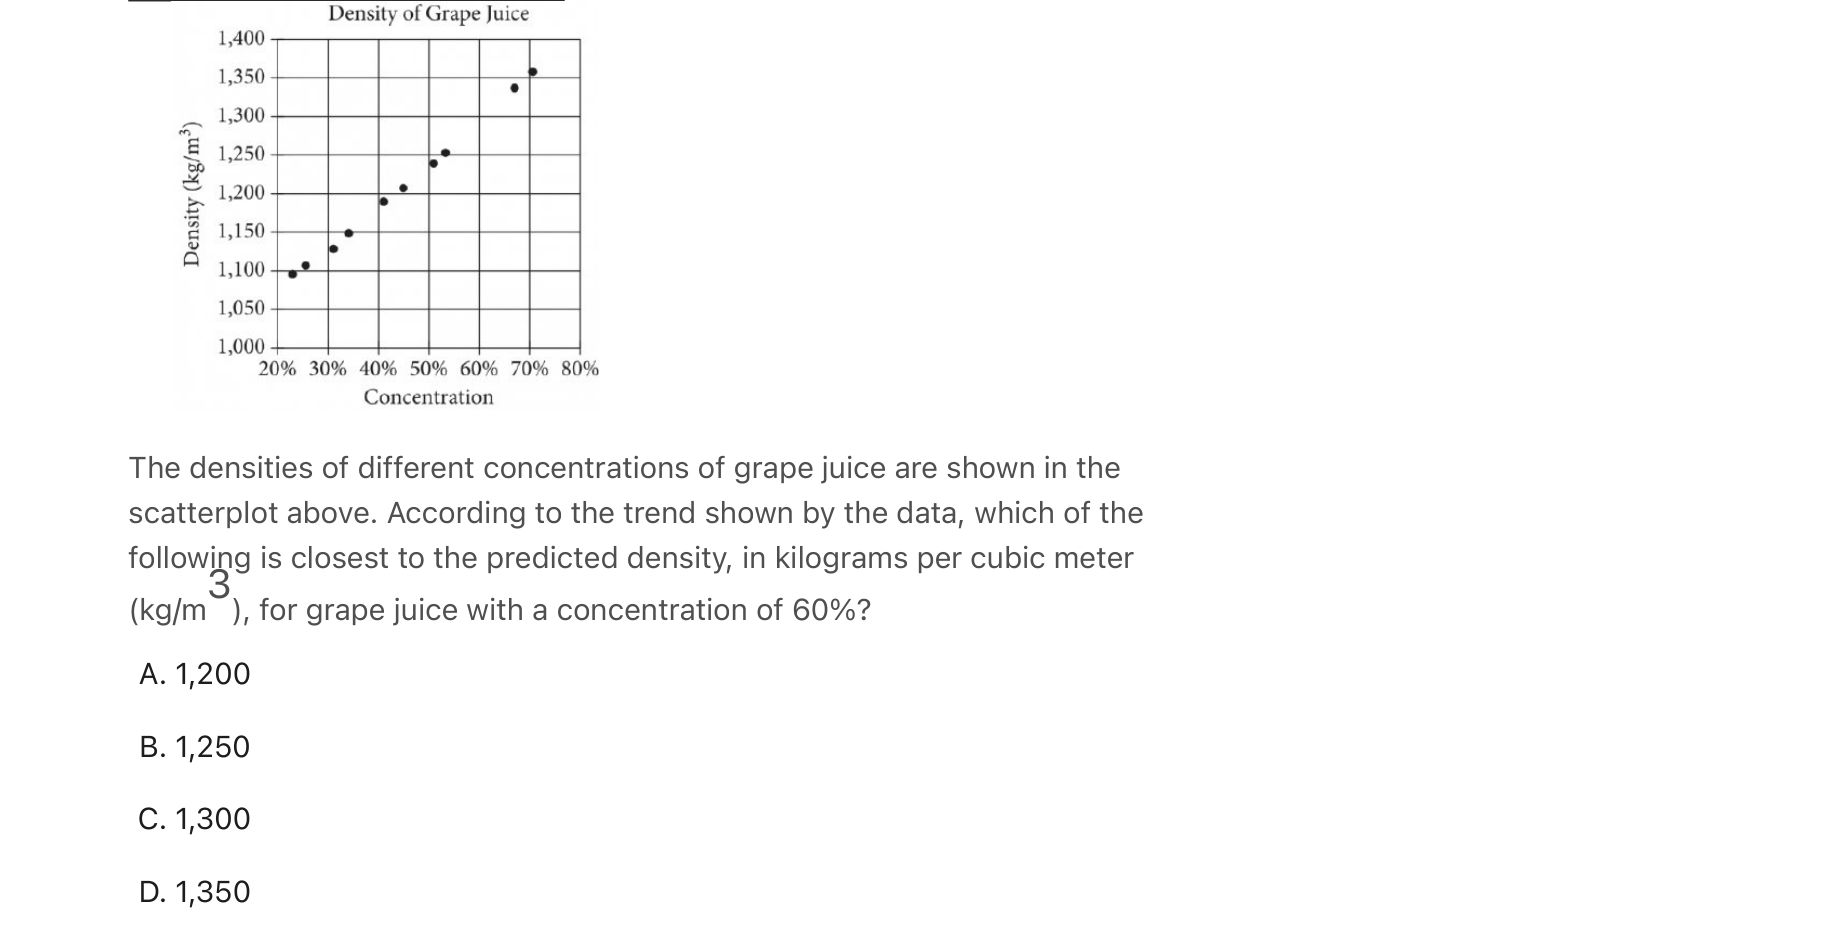 Density of Grape Juice
1,400
1,350
1,300
1,250
1,200
1,150
1,100
1,050
1,000
Density (kg/m³)
20% 30% 40% 50% 60% 70% 80%
Concentration
The densities of different concentrations of grape juice are shown in the
scatterplot above. According to the trend shown by the data, which of the
following is closest to the predicted density, in kilograms per cubic meter
(kg/m³), for grape juice with a concentration of 60%?
A. 1,200
B. 1,250
C. 1,300
D. 1,350